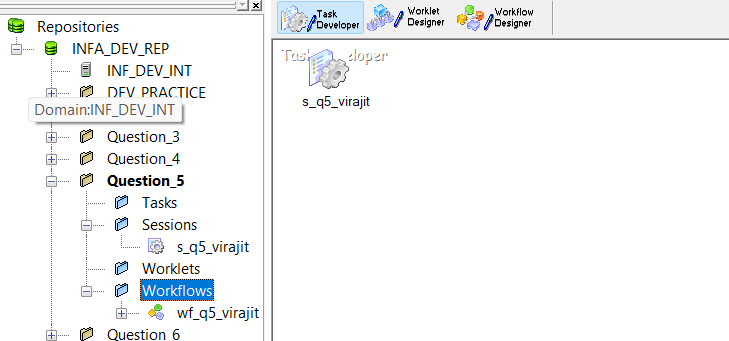 Repositories
INFA_DEV_REP
INF_DEV_INT
DEV_PRACTICE
Domain:INF_DEV_INT
Question_3
Question_4
Question_5
Tasks
Sessions
s_q5_virajit
Worklets
Workflows
wf_q5_virajit
Question_6
Task Developer
Worklet Designer
Workflow Designer
s_q5_virajit